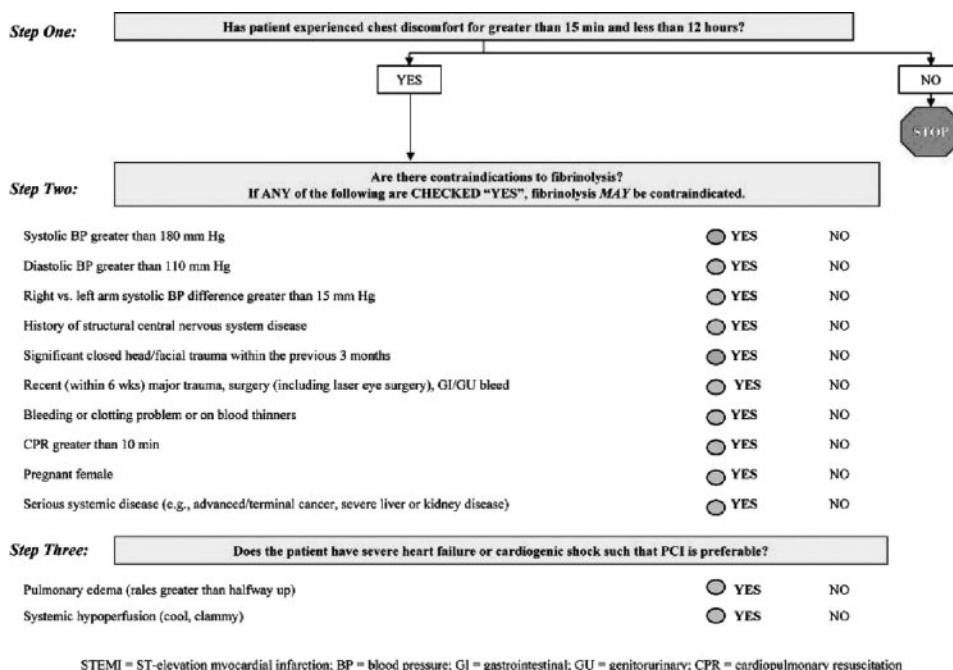 Step One:
Has patient experienced chest discomfort for greater than 15 min and less than 12 hours?
YES NO
STOP
Step Two:
Are there contraindications to fibrinolysis?
If ANY of the following are CHECKED “YES”, fibrinolysis MAY be contraindicated.
Systolic BP greater than 180 mm Hg YES NO
Diastolic BP greater than 110 mm Hg YES NO
Right vs. left arm systolic BP difference greater than 15 mm Hg YES NO
History of structural central nervous system disease YES NO
Significant closed head/facial trauma within the previous 3 months YES NO
Recent (within 6 wks) major trauma, surgery (including laser eye surgery), GI/GU bleed YES NO
Bleeding or clotting problem or on blood thinners YES NO
CPR greater than 10 min YES NO
Pregnant female YES NO
Serious systemic disease (e.g., advanced/terminal cancer, severe liver or kidney disease) YES NO
Step Three:
Does the patient have severe heart failure or cardiogenic shock such that PCI is preferable?
Pulmonary edema (rales greater than halfway up) YES NO
Systemic hypoperfusion (cool, clammy) YES NO
STEMI = ST-elevation myocardial infarction; BP = blood pressure; GI = gastrointestinal; GU = genitorurinary; CPR = cardiopulmonary resuscitation